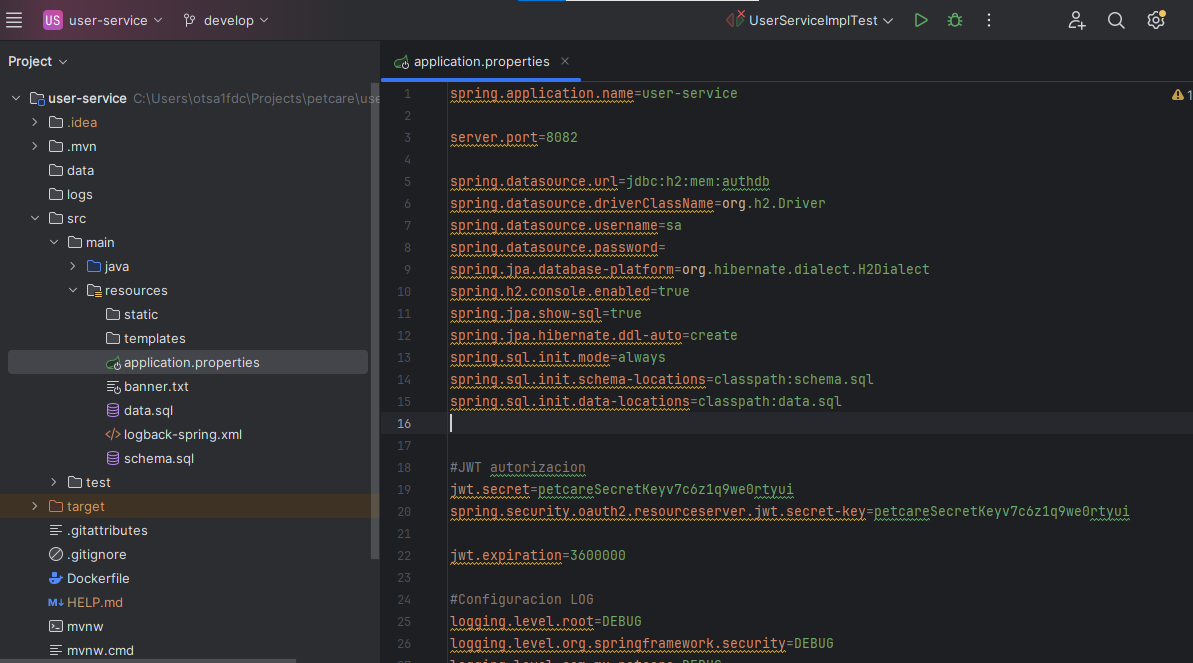 US user-service develop UserServiceImplTest
Project
application.properties
user-service C:\Users\otsa1fdc\Projects\petcare\use
.idea
.mvn
data
logs
src
main
java
resources
static
templates
application.properties
banner.txt
data.sql
logback-spring.xml
schema.sql
test
target
.gitattributes
.gitignore
Dockerfile
HELP.md
mvnw
mvnw.cmd
1 spring.application.name=user-service
2
3 server.port=8082
4
5 spring.datasource.url=jdbc:h2:mem:authdb
6 spring.datasource.driverClassName=org.h2.Driver
7 spring.datasource.username=sa
8 spring.datasource.password=
9 spring.jpa.database-platform=org.hibernate.dialect.H2Dialect
10 spring.h2.console.enabled=true
11 spring.jpa.show-sql=true
12 spring.jpa.hibernate.ddl-auto=create
13 spring.sql.init.mode=always
14 spring.sql.init.schema-locations=classpath:schema.sql
15 spring.sql.init.data-locations=classpath:data.sql
16
17
18 #JWT autorizacion
19 jwt.secret=petcareSecretKeyv7c6z1q9we0rtyui
20 spring.security.oauth2.resourceserver.jwt.secret-key=petcareSecretKeyv7c6z1q9we0rtyui
21
22 jwt.expiration=3600000
23
24 #Configuracion LOG
25 logging.level.root=DEBUG
26 logging.level.org.springframework.security=DEBUG
1